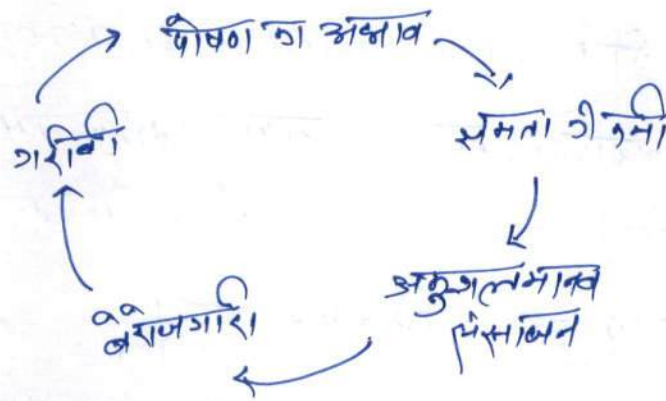 पोषण का अभाव
क्षमता की कमी
अकुशल मानव
संसाधन
बेरोजगारी
गरीबी